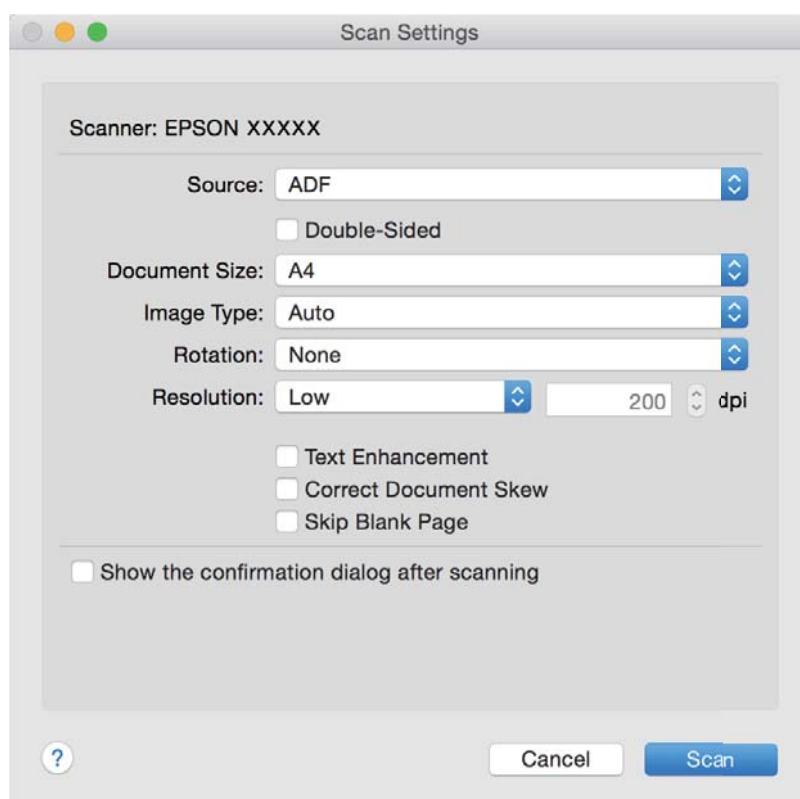 Scan Settings
Scanner: EPSON XXXXX
Source: ADF
Double-Sided
Document Size: A4
Image Type: Auto
Rotation: None
Resolution: Low 200 dpi
Text Enhancement
Correct Document Skew
Skip Blank Page
Show the confirmation dialog after scanning
? Cancel Scan